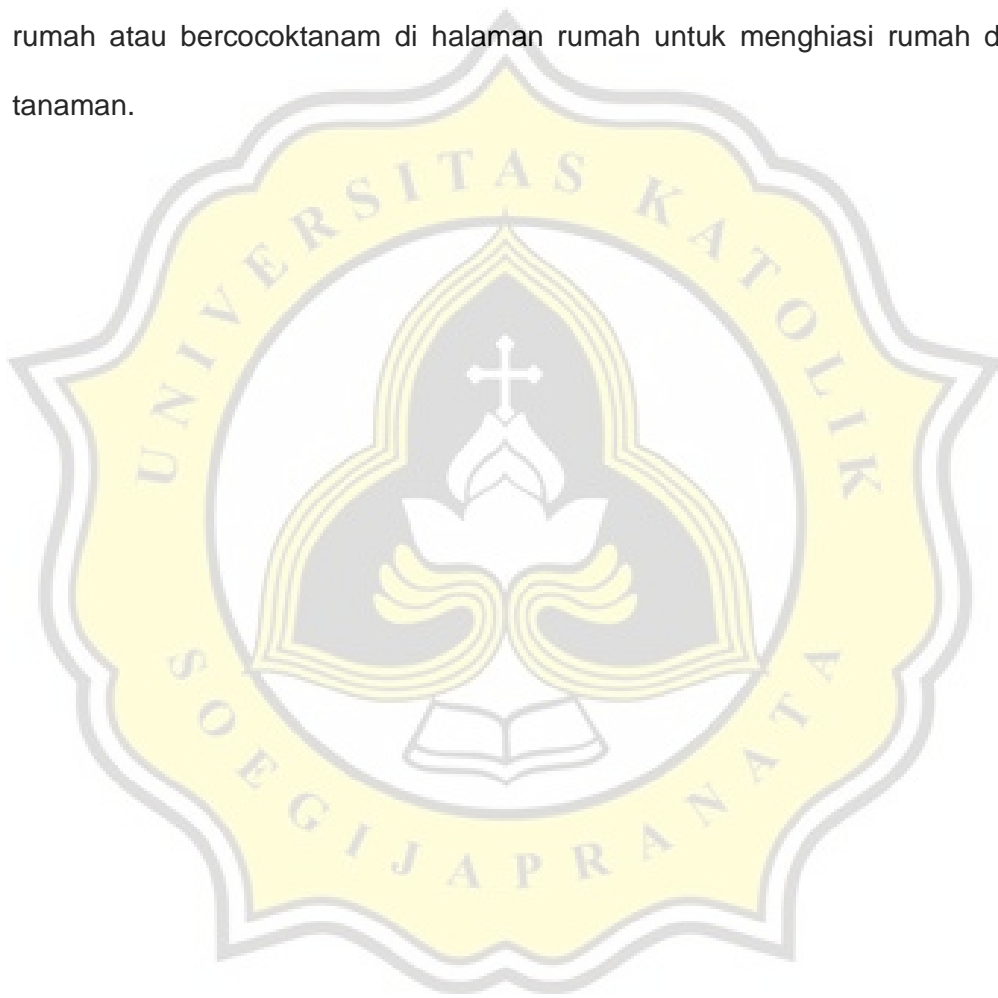 rumah atau bercocoktanam di halaman rumah untuk menghiasi rumah d
tanaman.
UNIVERSITAS KATOLIK
SOEGIJAPRANATA